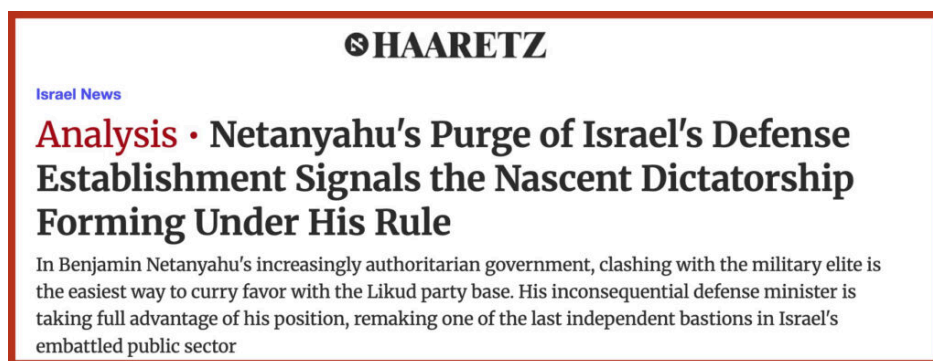 HAARETZ
Israel News
Analysis · Netanyahu's Purge of Israel's Defense
Establishment Signals the Nascent Dictatorship
Forming Under His Rule
In Benjamin Netanyahu's increasingly authoritarian government, clashing with the military elite is
the easiest way to curry favor with the Likud party base. His inconsequential defense minister is
taking full advantage of his position, remaking one of the last independent bastions in Israel's
embattled public sector